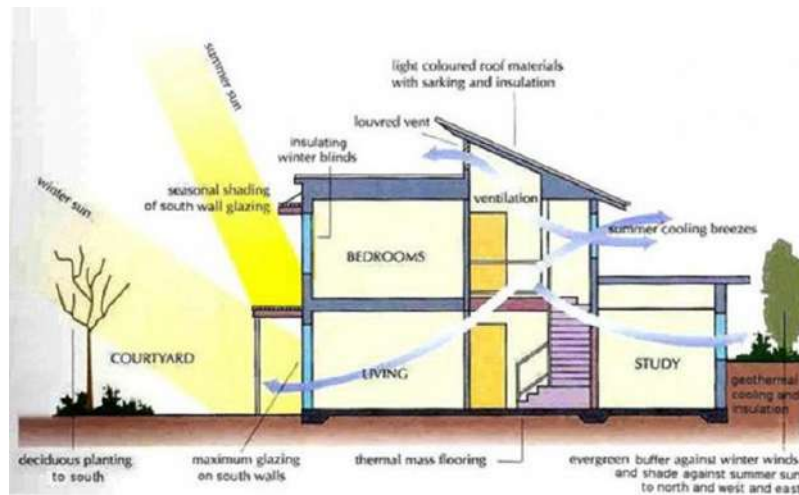 summer sun
winter sun
light coloured roof materials
with sarking and insulation
louvred vent
insulating
winter blinds
seasonal shading
of south wall glazing
ventilation
summer cooling breezes
BEDROOMS
COURTYARD
LIVING
STUDY
geothermal
cooling and
insulation
deciduous planting
to south
maximum glazing
on south walls
thermal mass flooring
evergreen buffer against winter winds
and shade against summer sun
to north and west and east